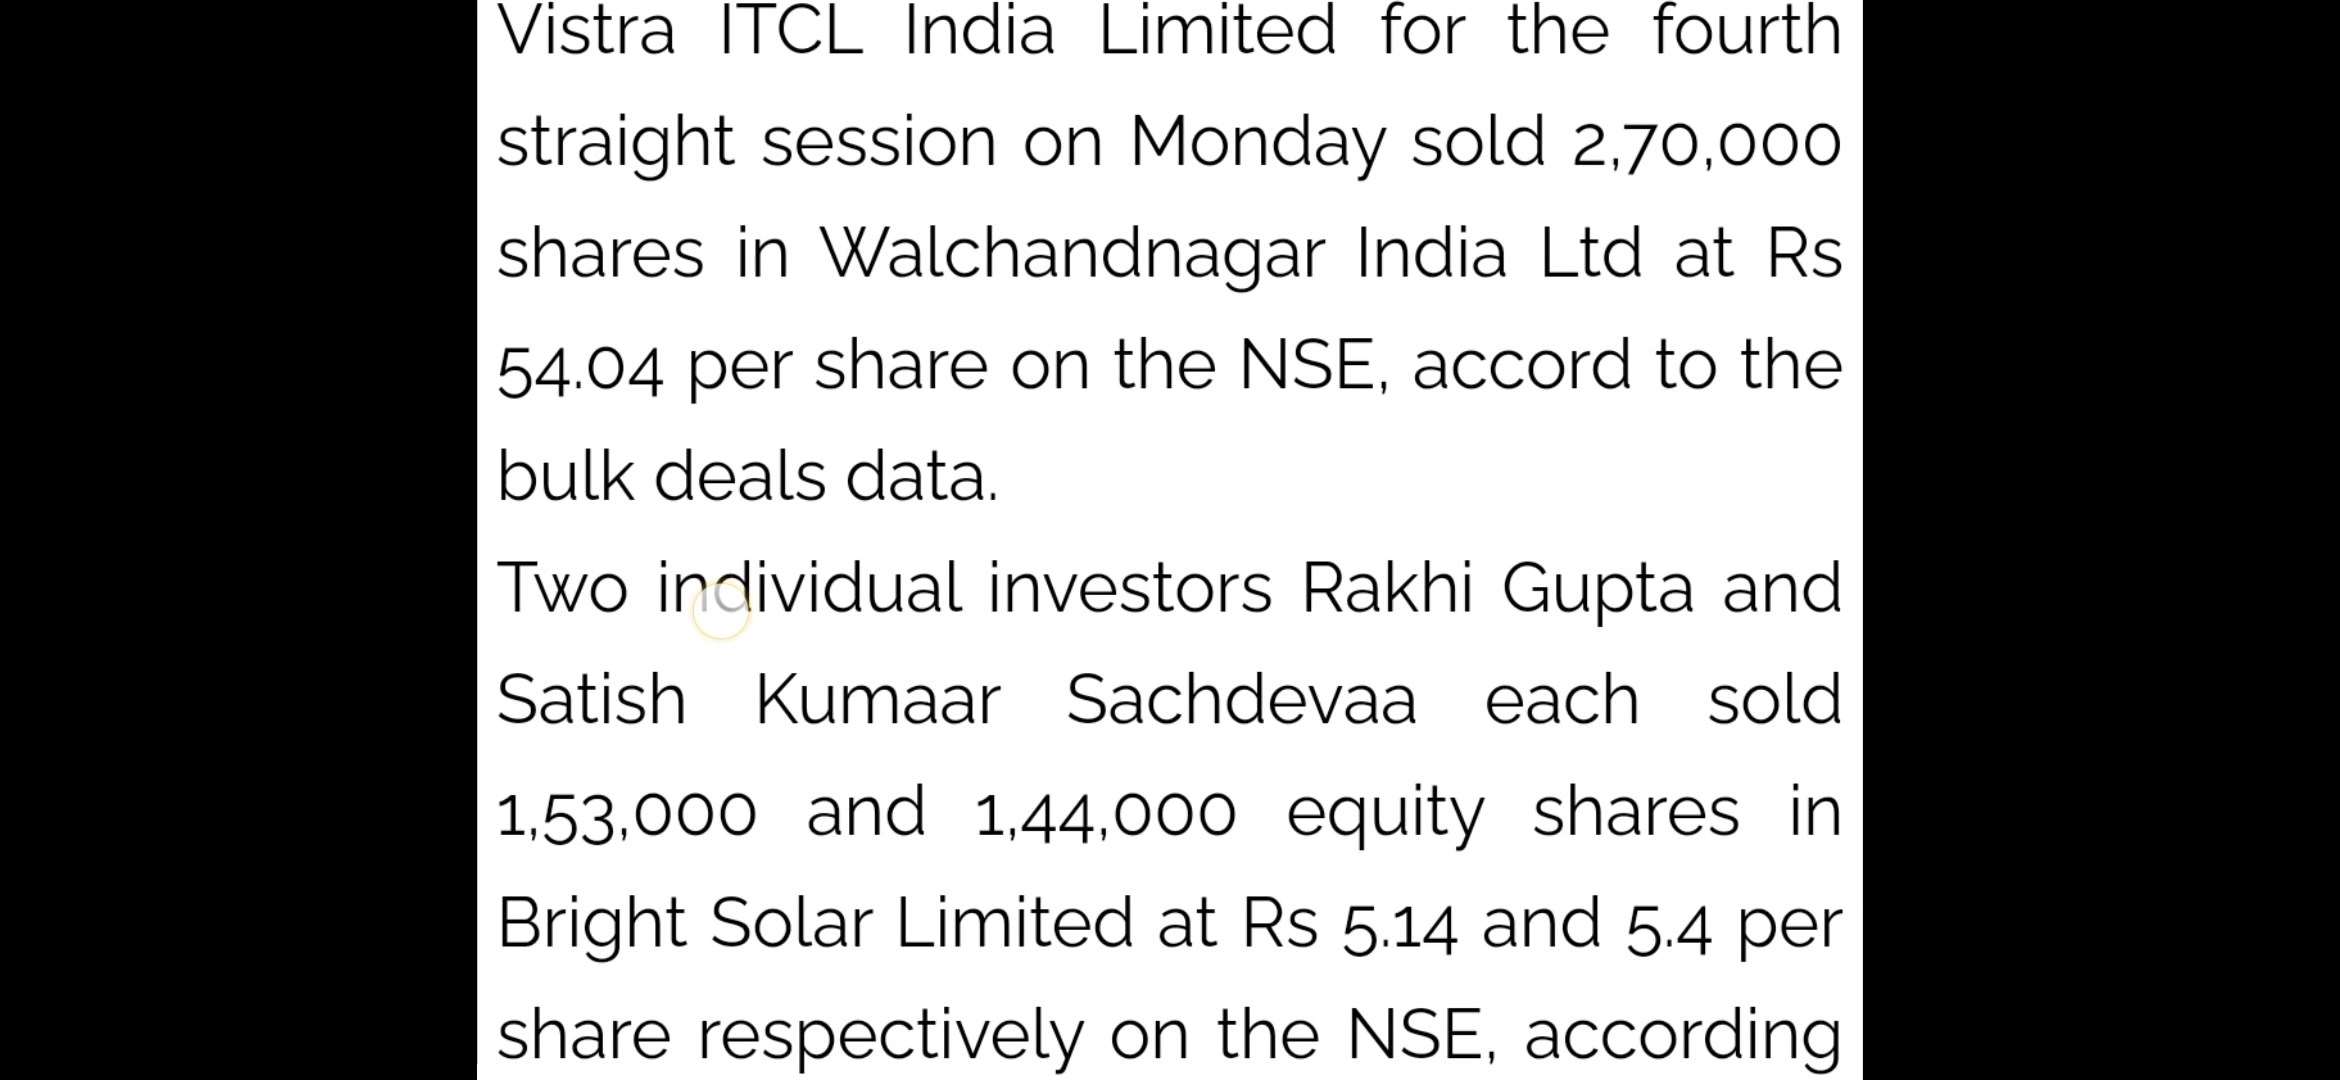 Vistra ITCL India Limited for the fourth
straight session on Monday sold 2,70,000
shares in Walchandnagar India Ltd at Rs
54.04 per share on the NSE, accord to the
bulk deals data.
Two individual investors Rakhi Gupta and
Satish Kumaar Sachdevaa each sold
1,53,000 and 1,44,000 equity shares in
Bright Solar Limited at Rs 5.14 and 5.4 per
share respectively on the NSE, according